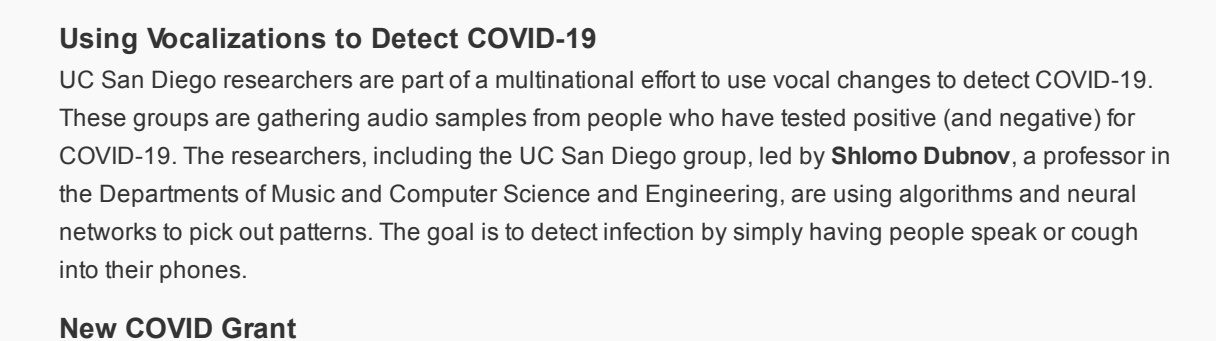 Using Vocalizations to Detect COVID-19
UC San Diego researchers are part of a multinational effort to use vocal changes to detect COVID-19.
These groups are gathering audio samples from people who have tested positive (and negative) for
COVID-19. The researchers, including the UC San Diego group, led by Shlomo Dubnov, a professor in
the Departments of Music and Computer Science and Engineering, are using algorithms and neural
networks to pick out patterns. The goal is to detect infection by simply having people speak or cough
into their phones.
New COVID Grant